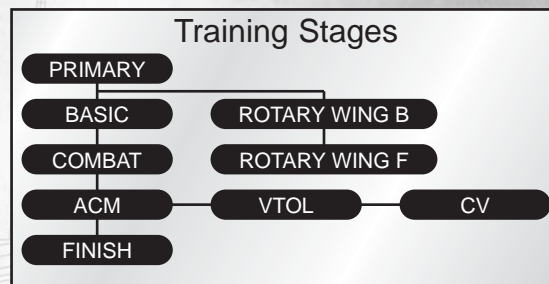 Training Stages
PRIMARY
BASIC ROTARY WING B
COMBAT ROTARY WING F
ACM VTOL CV
FINISH